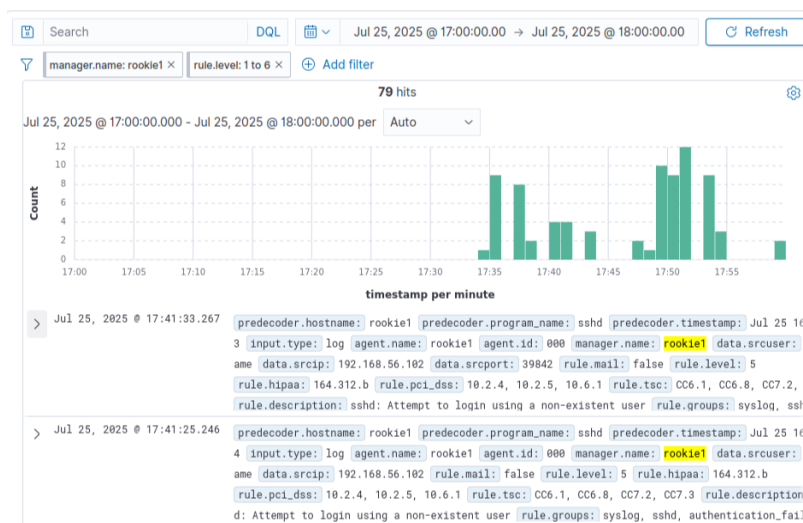 Search DQL Jul 25, 2025 @ 17:00:00.00 → Jul 25, 2025 @ 18:00:00.00 Refresh
manager.name: rookie1 × rule.level: 1 to 6 × Add filter
79 hits
Jul 25, 2025 @ 17:00:00.000 - Jul 25, 2025 @ 18:00:00.000 per Auto
12
10
8
6
4
2
0
Count
17:00 17:05 17:10 17:15 17:20 17:25 17:30 17:35 17:40 17:45 17:50 17:55
timestamp per minute
Jul 25, 2025 @ 17:41:33.267 predecoder.hostname: rookie1 predecoder.program_name: sshd predecoder.timestamp: Jul 25 16
3 input.type: log agent.name: rookie1 agent.id: 000 manager.name: rookie1 data.srcuser:
ame data.srcip: 192.168.56.102 data.srcport: 39842 rule.mail: false rule.level: 5
rule.hipaa: 164.312.b rule.pci_dss: 10.2.4, 10.2.5, 10.6.1 rule.tsc: CC6.1, CC6.8, CC7.2,
rule.description: sshd: Attempt to login using a non-existent user rule.groups: syslog, ssh
Jul 25, 2025 @ 17:41:25.246 predecoder.hostname: rookie1 predecoder.program_name: sshd predecoder.timestamp: Jul 25 16
4 input.type: log agent.name: rookie1 agent.id: 000 manager.name: rookie1 data.srcuser:
ame data.srcip: 192.168.56.102 rule.mail: false rule.level: 5 rule.hipaa: 164.312.b
rule.pci_dss: 10.2.4, 10.2.5, 10.6.1 rule.tsc: CC6.1, CC6.8, CC7.2, CC7.3 rule.description
d: Attempt to login using a non-existent user rule.groups: syslog, sshd, authentication_fail